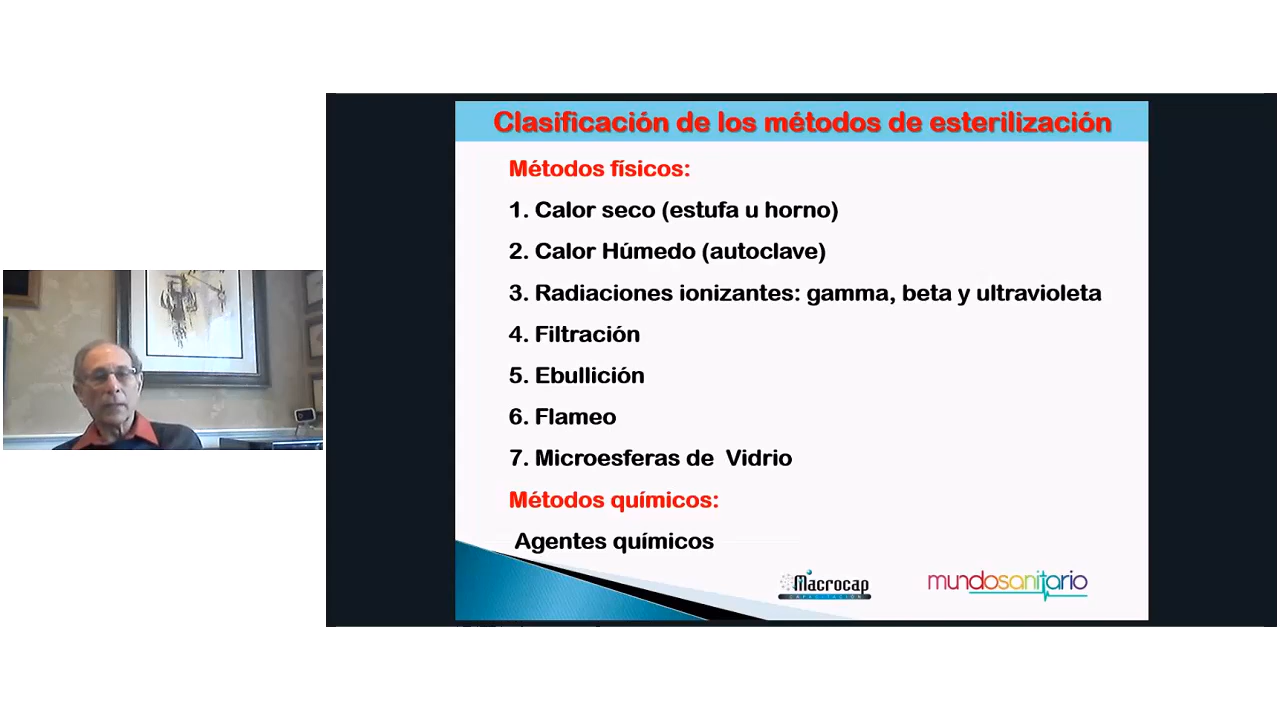 Clasificación de los métodos de esterilización
Métodos físicos:
1. Calor seco (estufa u horno)
2. Calor Húmedo (autoclave)
3. Radiaciones ionizantes: gamma, beta y ultravioleta
4. Filtración
5. Ebullición
6. Flameo
7. Microesferas de Vidrio
Métodos químicos:
Agentes químicos
Macrocap
CAPACITACIÓN
mundosanitario